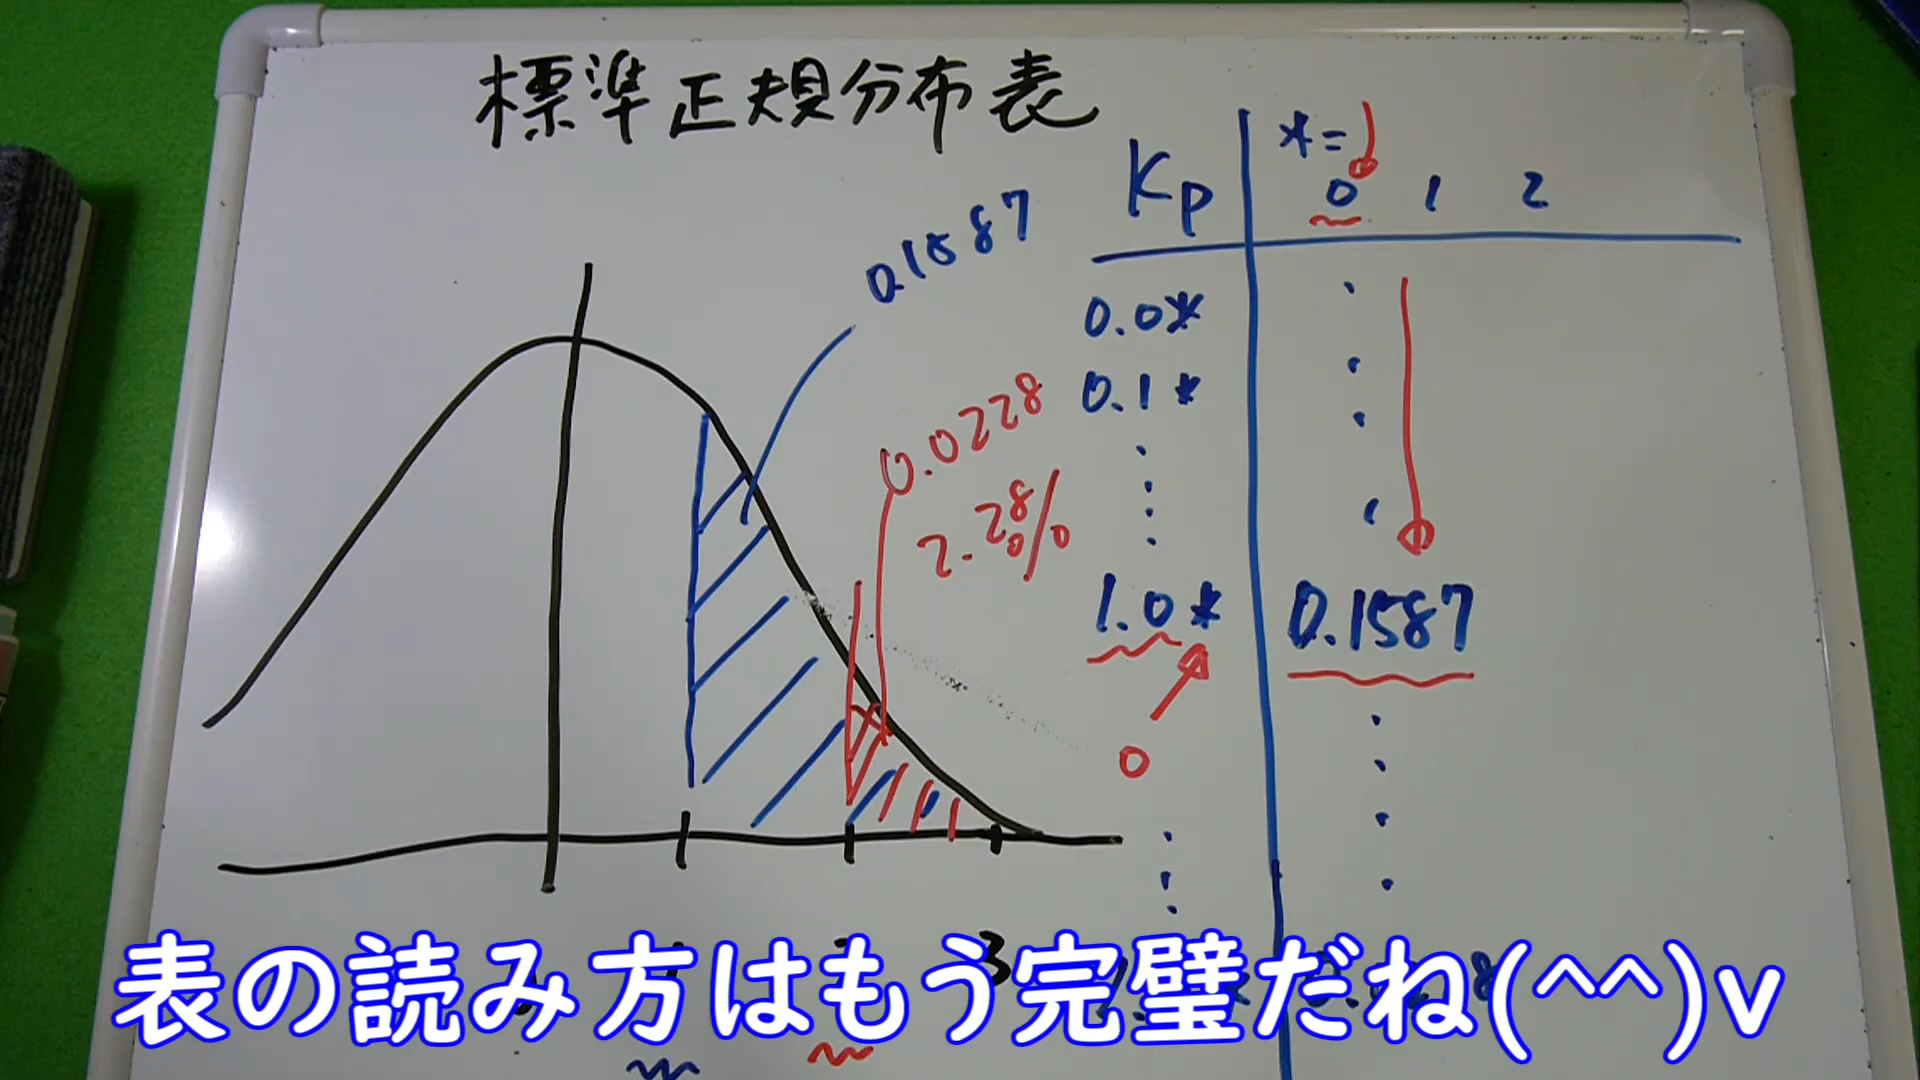 標準正規分布表
Kp
*=
0 1 2
0.0*
0.1*
1.0* 0.1587
0
0.1587
0.0228
2.28%
3
表の読み方はもう完璧だね(^^)v